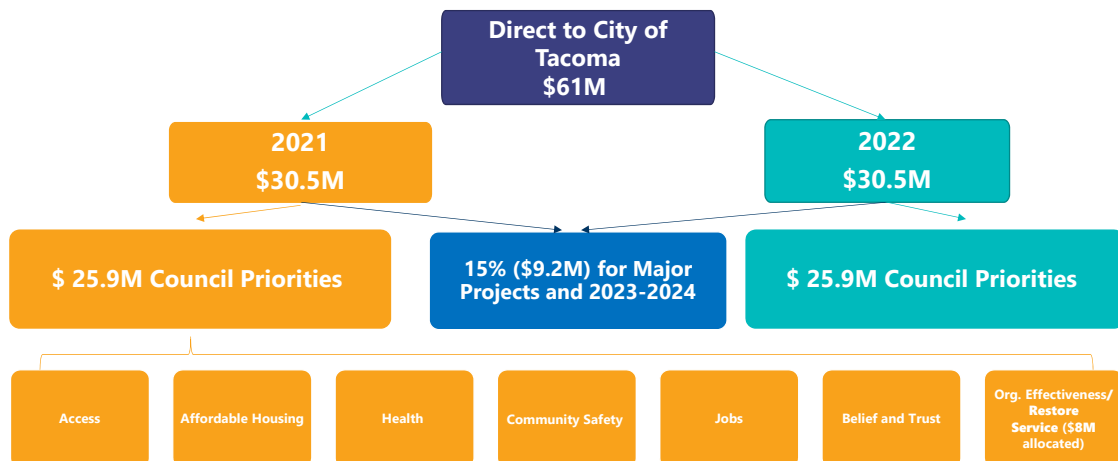 Direct to City of
Tacoma
$61M
2021
$30.5M
2022
$30.5M
$ 25.9M Council Priorities
15% ($9.2M) for Major
Projects and 2023-2024
$ 25.9M Council Priorities
Access
Affordable Housing
Health
Community Safety
Jobs
Belief and Trust
Org. Effectiveness/
Restore
Service ($8M
allocated)